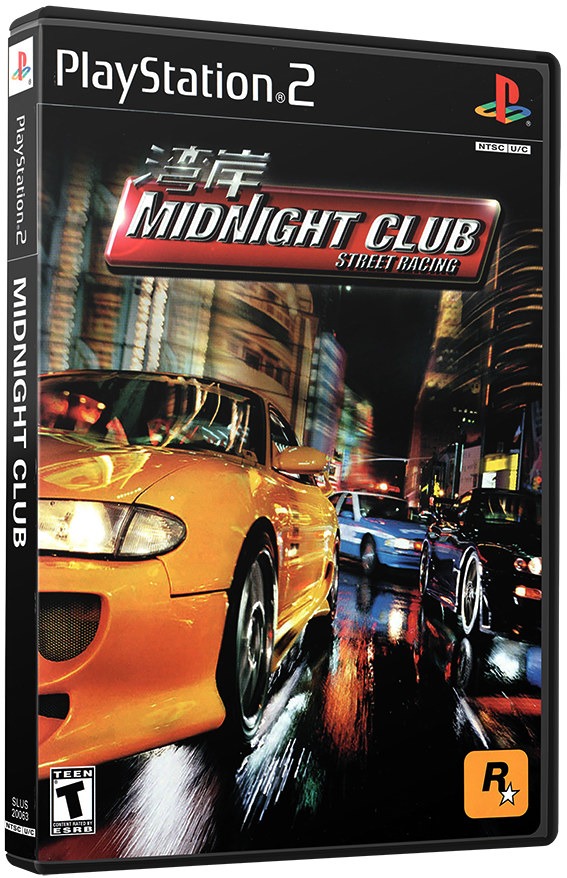 PlayStation®2
NTSC U/C
湾岸
MIDNIGHT CLUB
STREET RACING
TEEN
T
CONTENT RATED BY
ESRB
R
PlayStation®2
MIDNIGHT CLUB
SLUS
20063
NTSC U/C